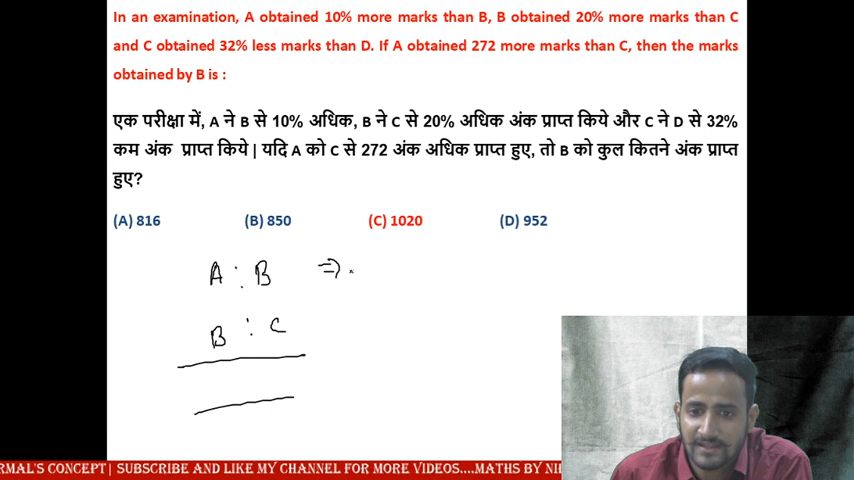 In an examination, A obtained 10% more marks than B, B obtained 20% more marks than C
and C obtained 32% less marks than D. If A obtained 272 more marks than C, then the marks
obtained by B is :
एक परीक्षा में, A ने B से 10% अधिक, B ने C से 20% अधिक अंक प्राप्त किये और C ने D से 32%
कम अंक प्राप्त किये | यदि A को C से 272 अंक अधिक प्राप्त हुए, तो B को कुल कितने अंक प्राप्त
हुए?
(A) 816 (B) 850 (C) 1020 (D) 952
A : B ⇒
B : C
RMAL'S CONCEPT| SUBSCRIBE AND LIKE MY CHANNEL FOR MORE VIDEOS....MATHS BY NI